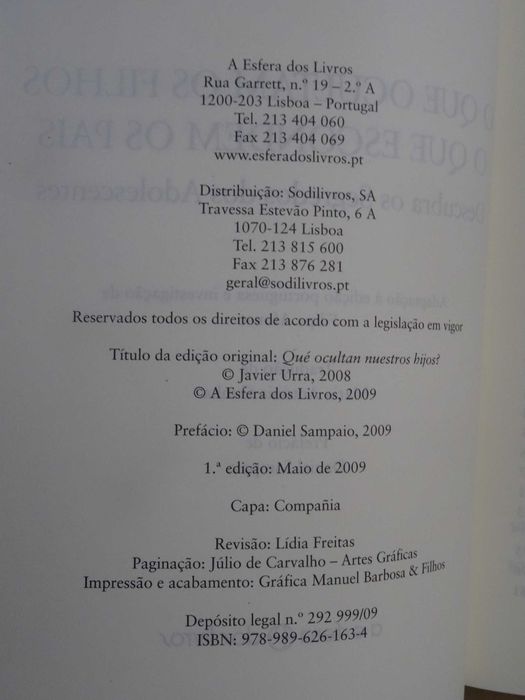 A Esfera dos Livros
Rua Garrett, n.º 19 – 2.º A
1200-203 Lisboa – Portugal
Tel. 213 404 060
Fax 213 404 069
www.esferadoslivros.pt
Distribuição: Sodilivros, SA
Travessa Estevão Pinto, 6 A
1070-124 Lisboa
Tel. 213 815 600
Fax 213 876 281
geral@sodilivros.pt
Reservados todos os direitos de acordo com a legislação em vigor
Título da edição original: Qué ocultan nuestros hijos?
© Javier Urra, 2008
© A Esfera dos Livros, 2009
Prefácio: © Daniel Sampaio, 2009
1.ª edição: Maio de 2009
Capa: Compañia
Revisão: Lídia Freitas
Paginação: Júlio de Carvalho – Artes Gráficas
Impressão e acabamento: Gráfica Manuel Barbosa & Filhos
Depósito legal n.º 292 999/09
ISBN: 978-989-626-163-4